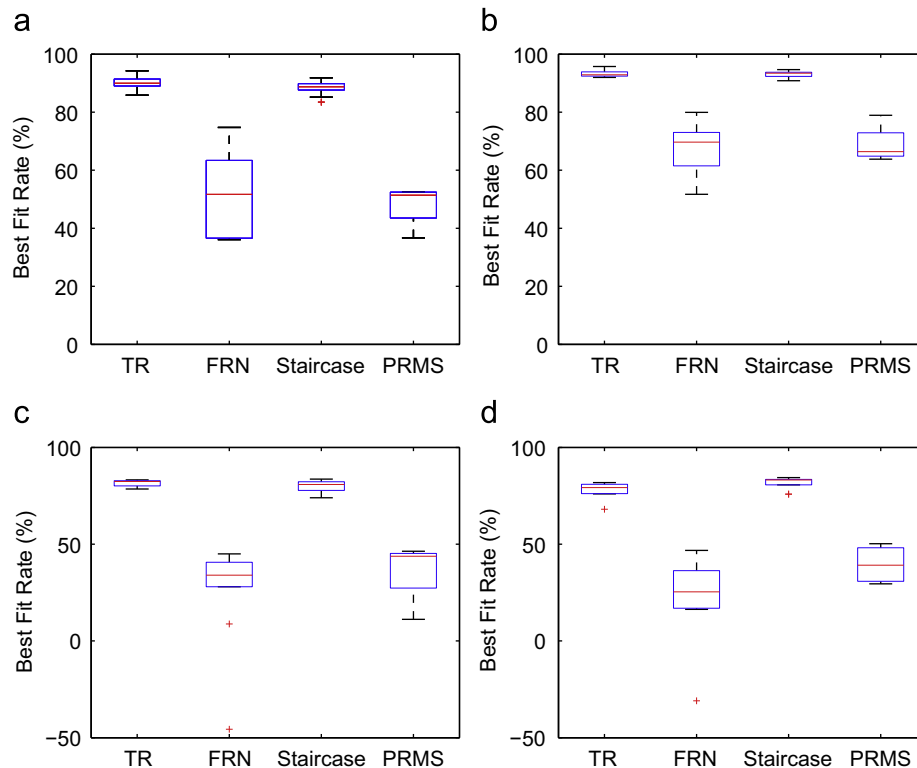 a
Best Fit Rate (%)
100
80
60
40
20
0
TR FRN Staircase PRMS
b
Best Fit Rate (%)
100
80
60
40
20
0
TR FRN Staircase PRMS
c
Best Fit Rate (%)
100
50
0
−50
TR FRN Staircase PRMS
d
Best Fit Rate (%)
100
50
0
−50
TR FRN Staircase PRMS